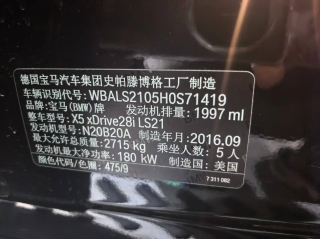 德国宝马汽车集团史帕滕博格工厂制造
车辆识别代号: WBALS2105H0S71419
品牌: 宝马(BMW)牌 发动机排量: 1997 ml
整车型号: X5 xDrive28i LS21
发动机型号: N20B20A 制造年月: 2016.09
最大允许总质量: 2715 kg 乘坐人数: 5 人
发动机最大净功率: 180 kW 制造国: 美国
颜色/代号: 475/9
7 311 082